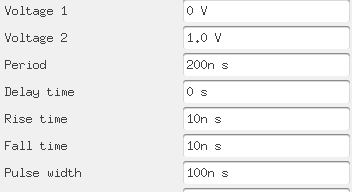 Voltage 1 0 V
Voltage 2 1.0 V
Period 200n s
Delay time 0 s
Rise time 10n s
Fall time 10n s
Pulse width 100n s